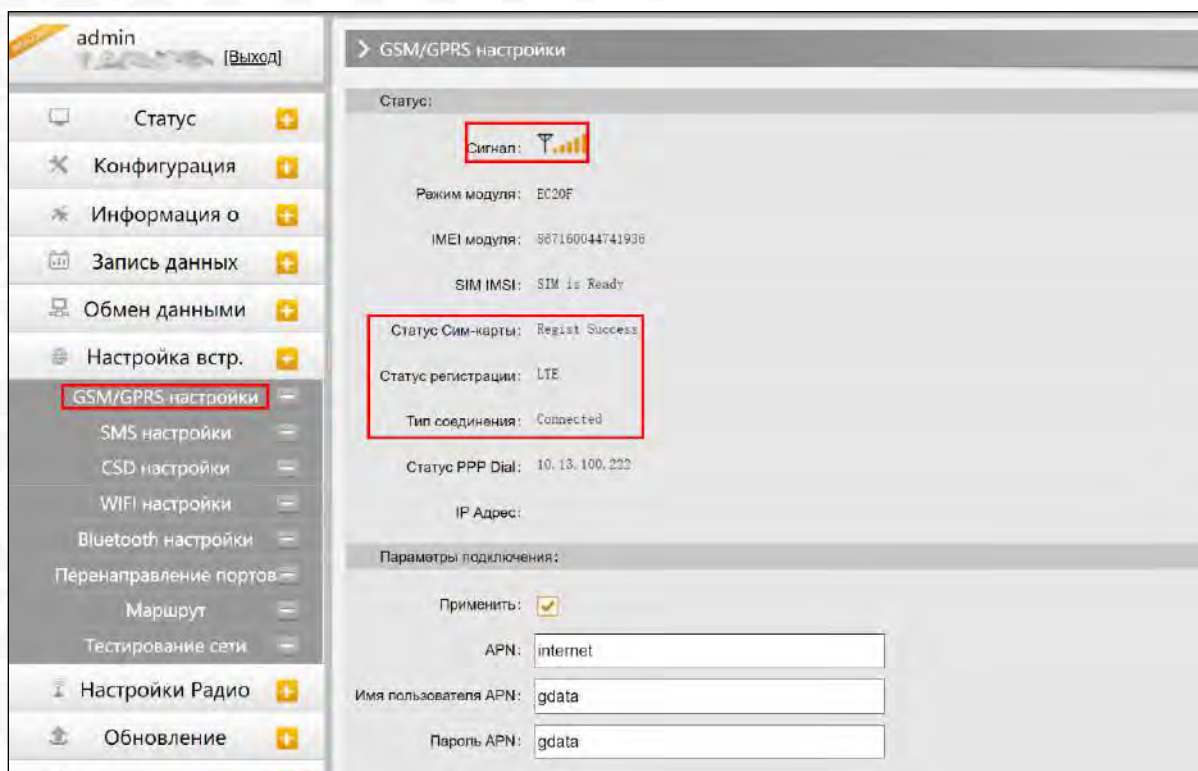 admin
[Выход]
Статус
Конфигурация
Информация о
Запись данных
Обмен данными
Настройка встр.
GSM/GPRS настройки
SMS настройки
CSD настройки
WIFI настройки
Bluetooth настройки
Перенаправление портов
Маршрут
Тестирование сети
Настройки Радио
Обновление
GSM/GPRS настройки
Статус:
Сигнал:
Режим модуля: EC20F
IMEI модуля: 867160044741936
SIM IMSI: SIM is Ready
Статус Сим-карты: Regist Success
Статус регистрации: LTE
Тип соединения: Connected
Статус PPP Dial: 10.13.100.222
IP Адрес:
Параметры подключения:
Применить:
APN: internet
Имя пользователя APN: gdata
Пароль APN: gdata